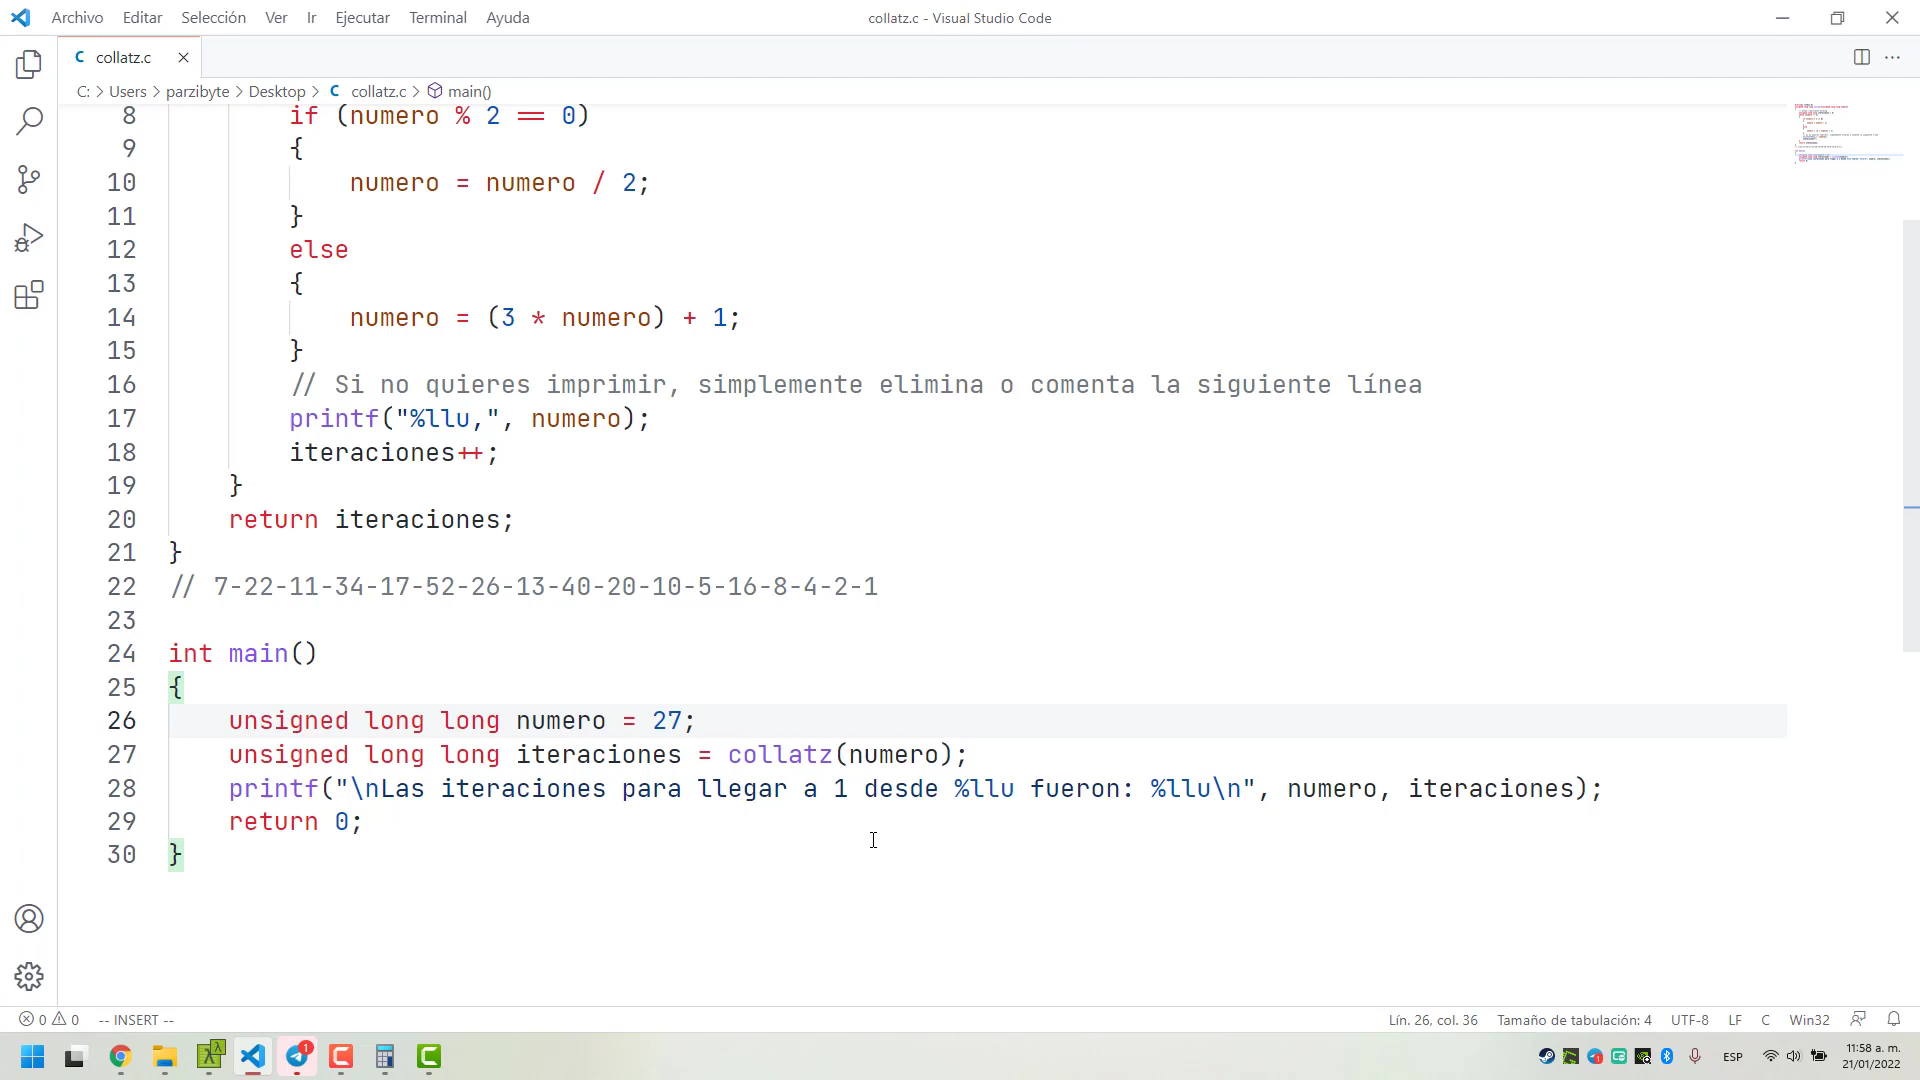 Archivo Editar Selección Ver Ir Ejecutar Terminal Ayuda
collatz.c - Visual Studio Code
C collatz.c
C: > Users > parzibyte > Desktop > C collatz.c > main()
8 if (numero % 2 == 0)
9 {
10 numero = numero / 2;
11 }
12 else
13 {
14 numero = (3 * numero) + 1;
15 }
16 // Si no quieres imprimir, simplemente elimina o comenta la siguiente línea
17 printf("%llu,", numero);
18 iteraciones++;
19 }
20 return iteraciones;
21 }
22 // 7-22-11-34-17-52-26-13-40-20-10-5-16-8-4-2-1
23
24 int main()
25 {
26 unsigned long long numero = 27;
27 unsigned long long iteraciones = collatz(numero);
28 printf("\nLas iteraciones para llegar a 1 desde %llu fueron: %llu\n", numero, iteraciones);
29 return 0;
30 }
0 0 -- INSERT --
Lín. 26, col. 36 Tamaño de tabulación: 4 UTF-8 LF C Win32
1
ESP
11:58 a. m.
21/01/2022